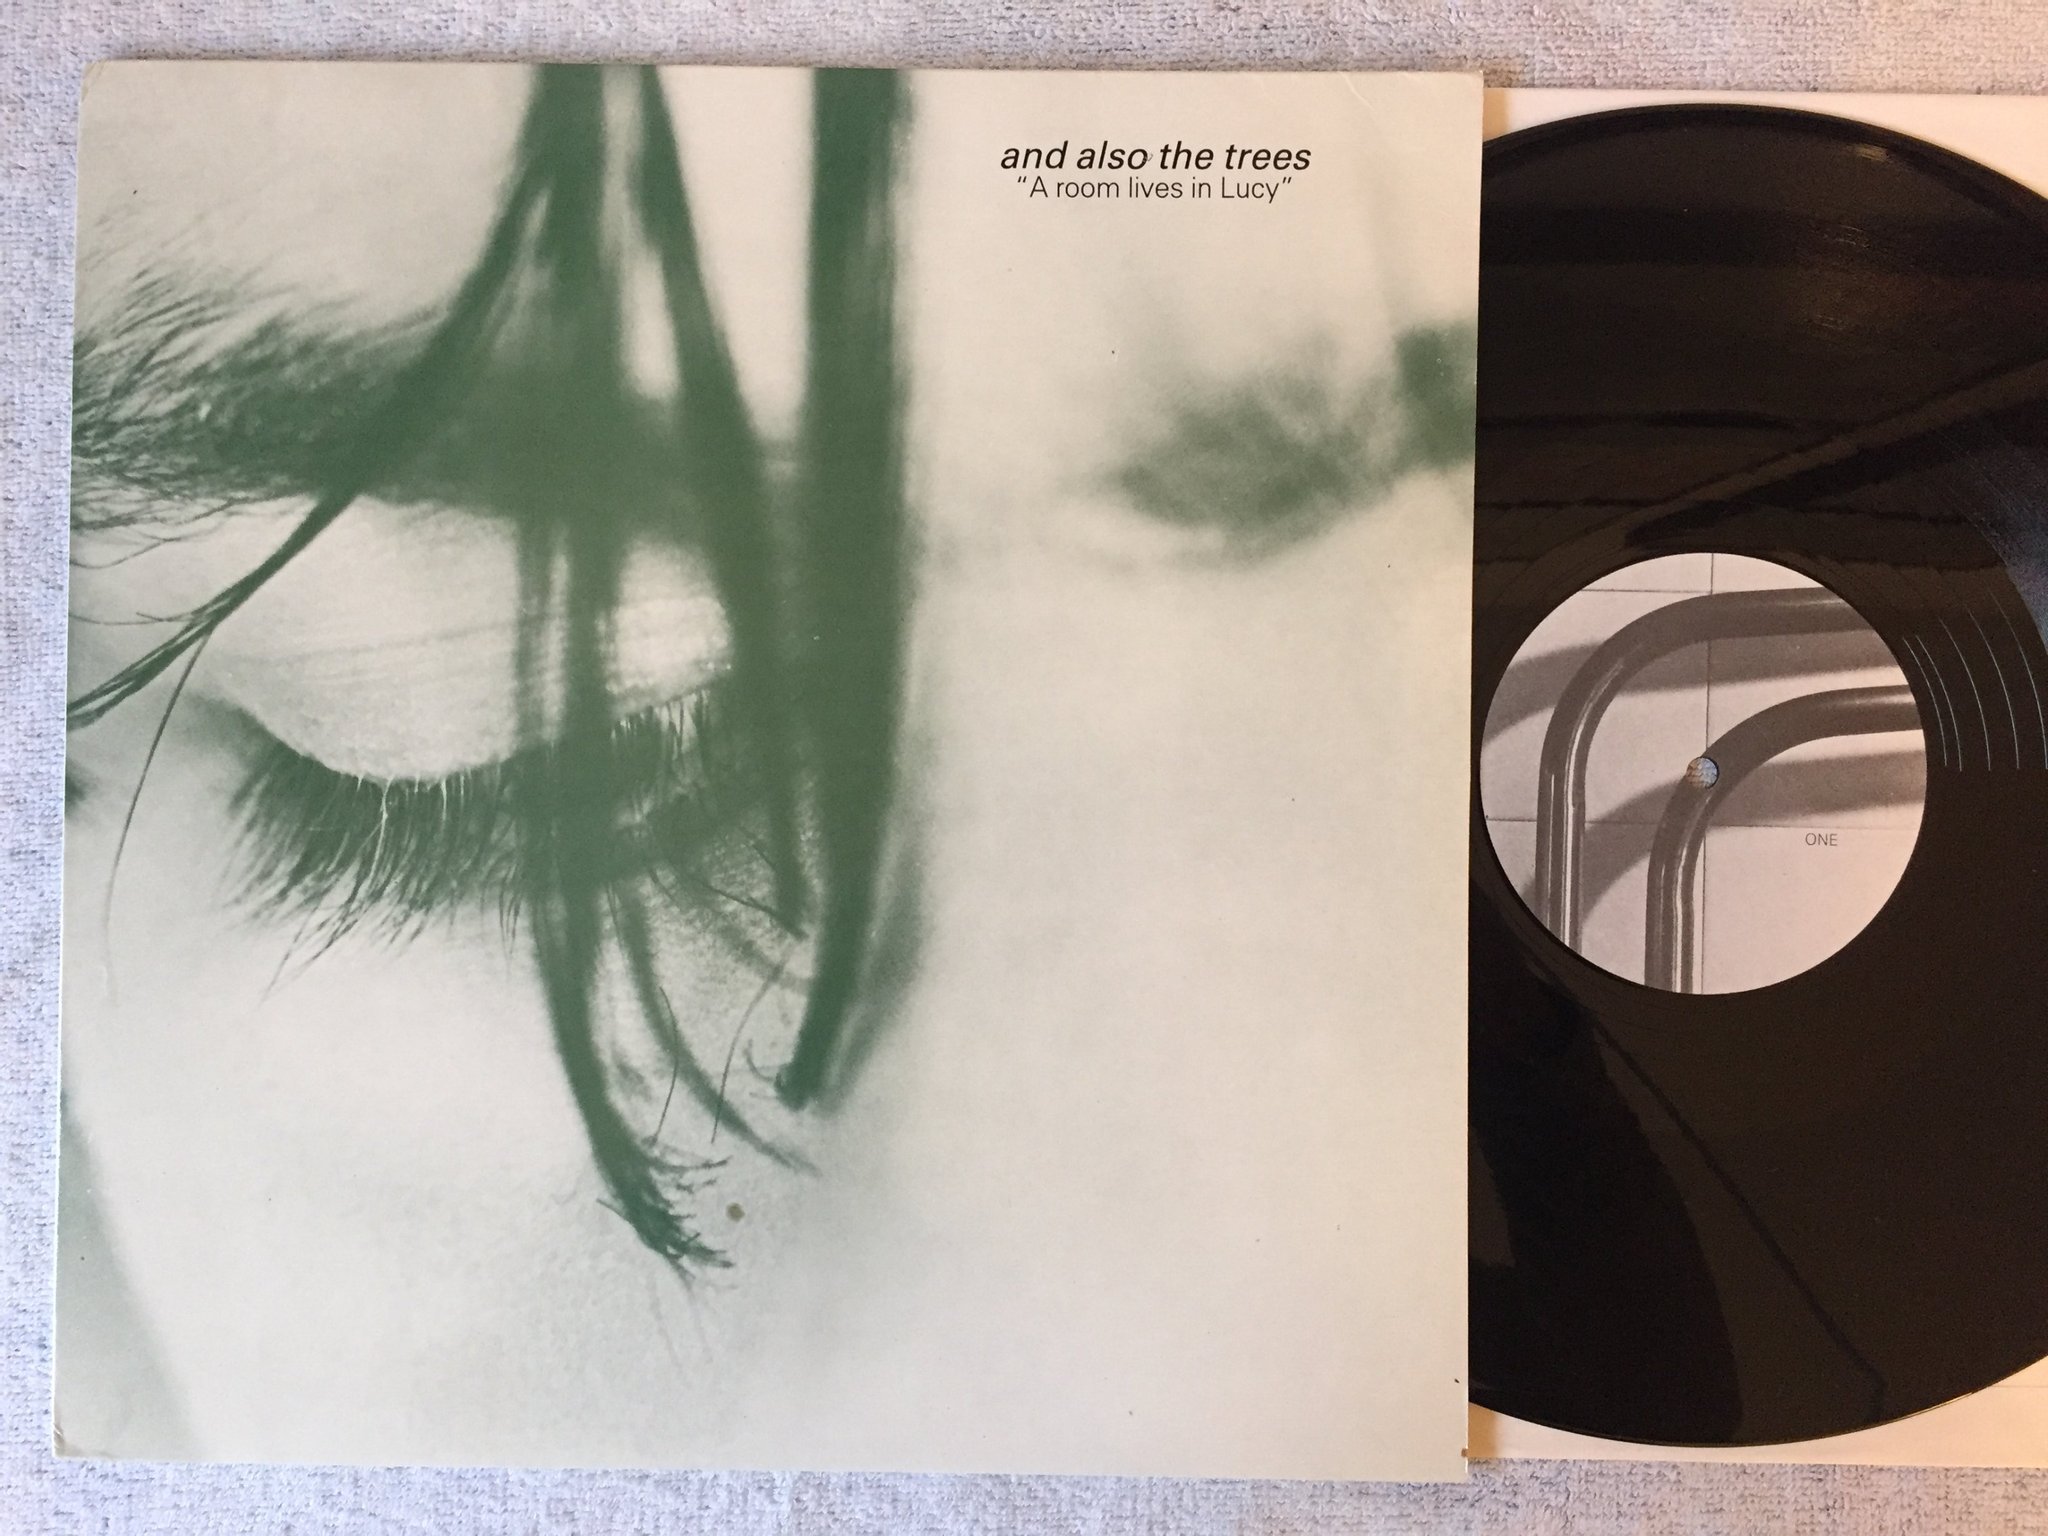 and also the trees
“A room lives in Lucy”
ONE